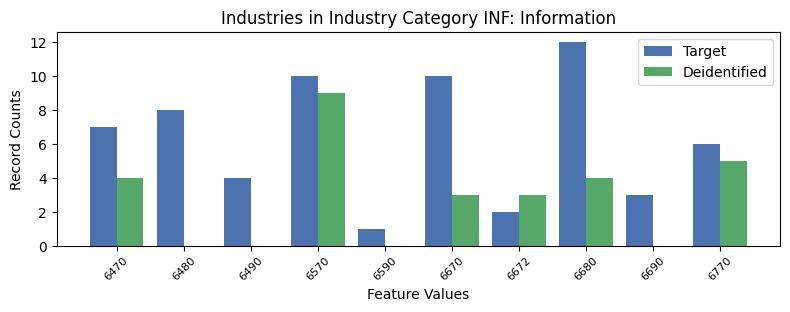 Industries in Industry Category INF: Information
Target
Deidentified
Record Counts
12
10
8
6
4
2
0
6470 6480 6490 6570 6590 6670 6672 6680 6690 6770
Feature Values